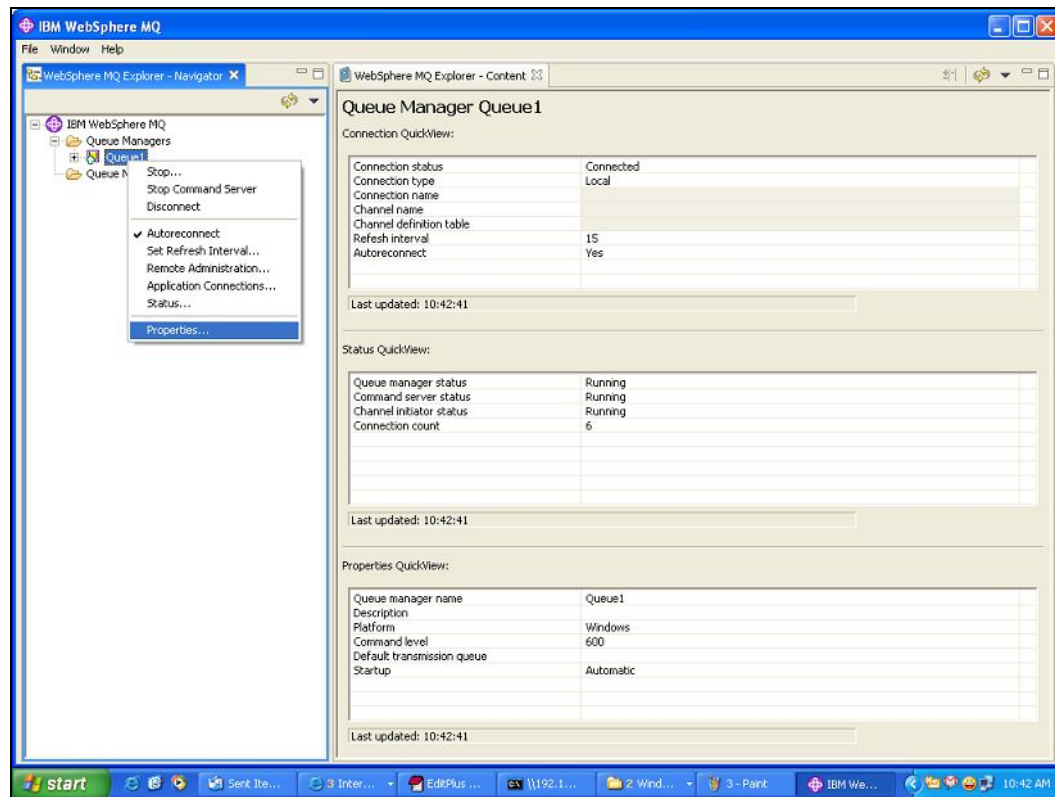 IBM WebSphere MQ
File Window Help
WebSphere MQ Explorer - Navigator
IBM WebSphere MQ
Queue Managers
Queue1
Queue M
Stop...
Stop Command Server
Disconnect
Autoreconnect
Set Refresh Interval...
Remote Administration...
Application Connections...
Status...
Properties...
WebSphere MQ Explorer - Content
Queue Manager Queue1
Connection QuickView:
Connection status Connected
Connection type Local
Connection name
Channel name
Channel definition table
Refesh interval 15
Autoreconnect Yes
Last updated: 10:42:41
Status QuickView:
Queue manager status Running
Command server status Running
Channel initiator status Running
Connection count 6
Last updated: 10:42:41
Properties QuickView:
Queue manager name Queue1
Description
Platform Windows
Command level 600
Default transmission queue
Startup Automatic
Last updated: 10:42:41
start Sent Ite... 3 Inter... EditPlus ... \\192.1... 2 Wind... 3 - Paint IBM We... 10:42 AM